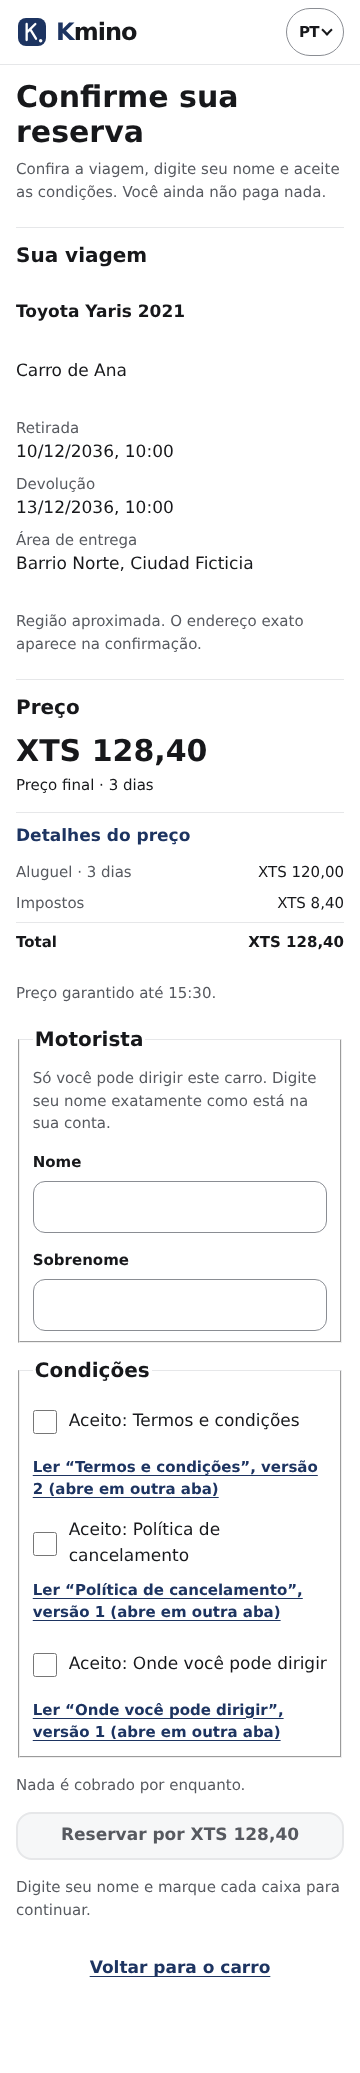 Kmino
PT
Confirme sua
reserva
Confira a viagem, digite seu nome e aceite
as condições. Você ainda não paga nada.
Sua viagem
Toyota Yaris 2021
Carro de Ana
Retirada
10/12/2036, 10:00
Devolução
13/12/2036, 10:00
Área de entrega
Barrio Norte, Ciudad Ficticia
Região aproximada. O endereço exato
aparece na confirmação.
Preço
XTS 128,40
Preço final · 3 dias
Detalhes do preço
Aluguel · 3 dias XTS 120,00
Impostos XTS 8,40
Total XTS 128,40
Preço garantido até 15:30.
Motorista
Só você pode dirigir este carro. Digite
seu nome exatamente como está na
sua conta.
Nome
Sobrenome
Condições
Aceito: Termos e condições
Ler “Termos e condições”, versão
2 (abre em outra aba)
Aceito: Política de
cancelamento
Ler “Política de cancelamento”,
versão 1 (abre em outra aba)
Aceito: Onde você pode dirigir
Ler “Onde você pode dirigir”,
versão 1 (abre em outra aba)
Nada é cobrado por enquanto.
Reservar por XTS 128,40
Digite seu nome e marque cada caixa para
continuar.
Voltar para o carro